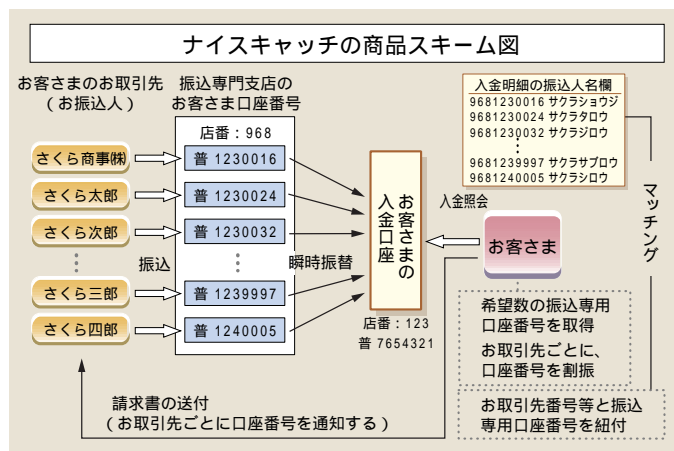 ナイスキャッチの商品スキーム図
お客さまのお取引先
（お振込人）
振込専門支店の
お客さま口座番号
店番：968
さくら商事㈱
普 1230016
さくら太郎
普 1230024
さくら次郎
普 1230032
⋮
振込
⋮
瞬時振替
さくら三郎
普 1239997
さくら四郎
普 1240005
お客さまの
入金口座
店番：123
普 7654321
入金明細の振込人名欄
9681230016 サクラショウジ
9681230024 サクラタロウ
9681230032 サクラジロウ
⋮
9681239997 サクラサブロウ
9681240005 サクラシロウ
入金照会
お客さま
マッチング
希望数の振込専用
口座番号を取得
お取引先ごとに、
口座番号を割振
お取引先番号等と振込
専用口座番号を紐付
請求書の送付
（お取引先ごとに口座番号を通知する）